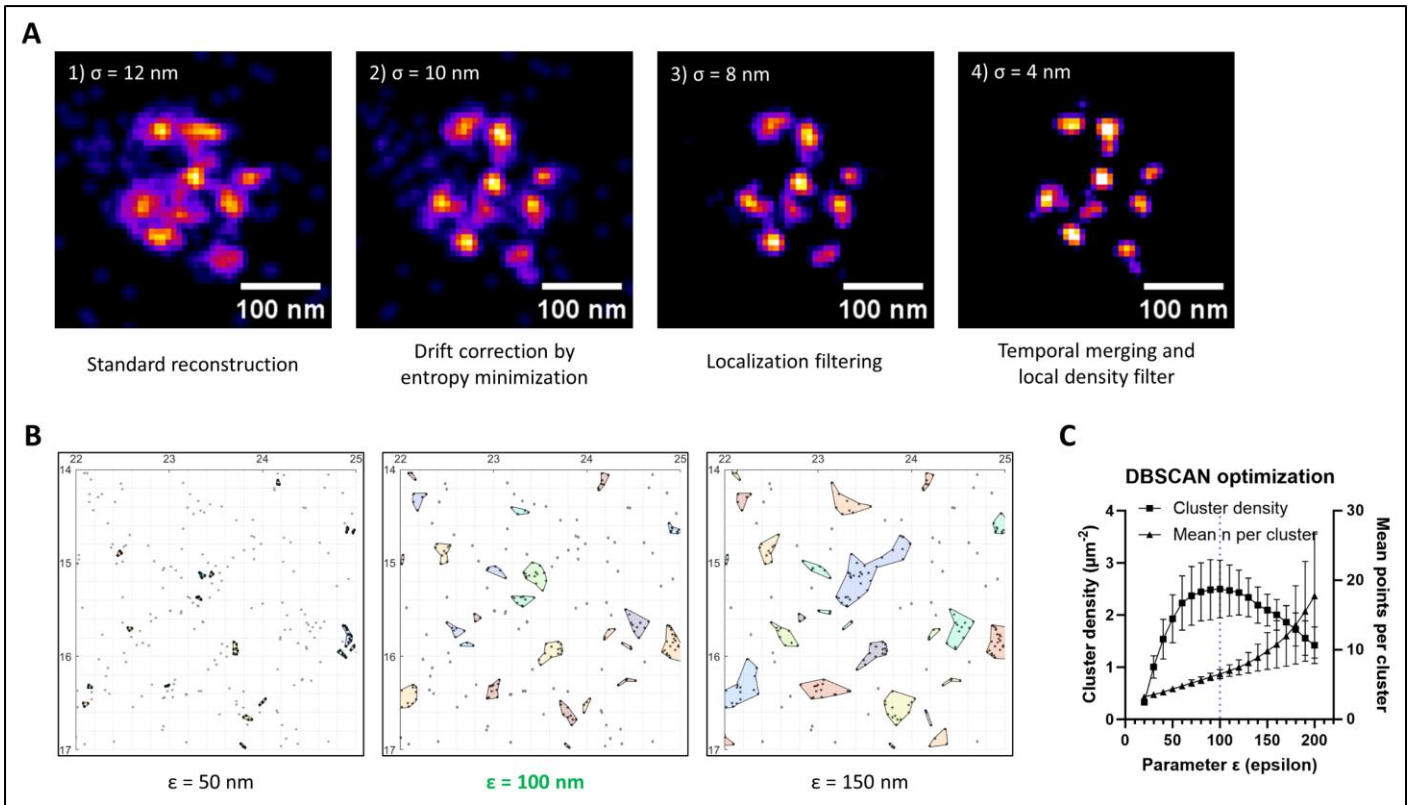 A
1) σ = 12 nm
2) σ = 10 nm
3) σ = 8 nm
4) σ = 4 nm
100 nm
100 nm
100 nm
100 nm
Standard reconstruction
Drift correction by
entropy minimization
Localization filtering
Temporal merging and
local density filter
B
22 23 24 25
14
15
16
17
ε = 50 nm
22 23 24 25
14
15
16
17
ε = 100 nm
22 23 24 25
14
15
16
17
ε = 150 nm
C
DBSCAN optimization
Cluster density
Mean n per cluster
Cluster density (µm⁻²)
4
3
2
1
0
Mean points per cluster
30
20
10
0
0 50 100 150 200
Parameter ε (epsilon)